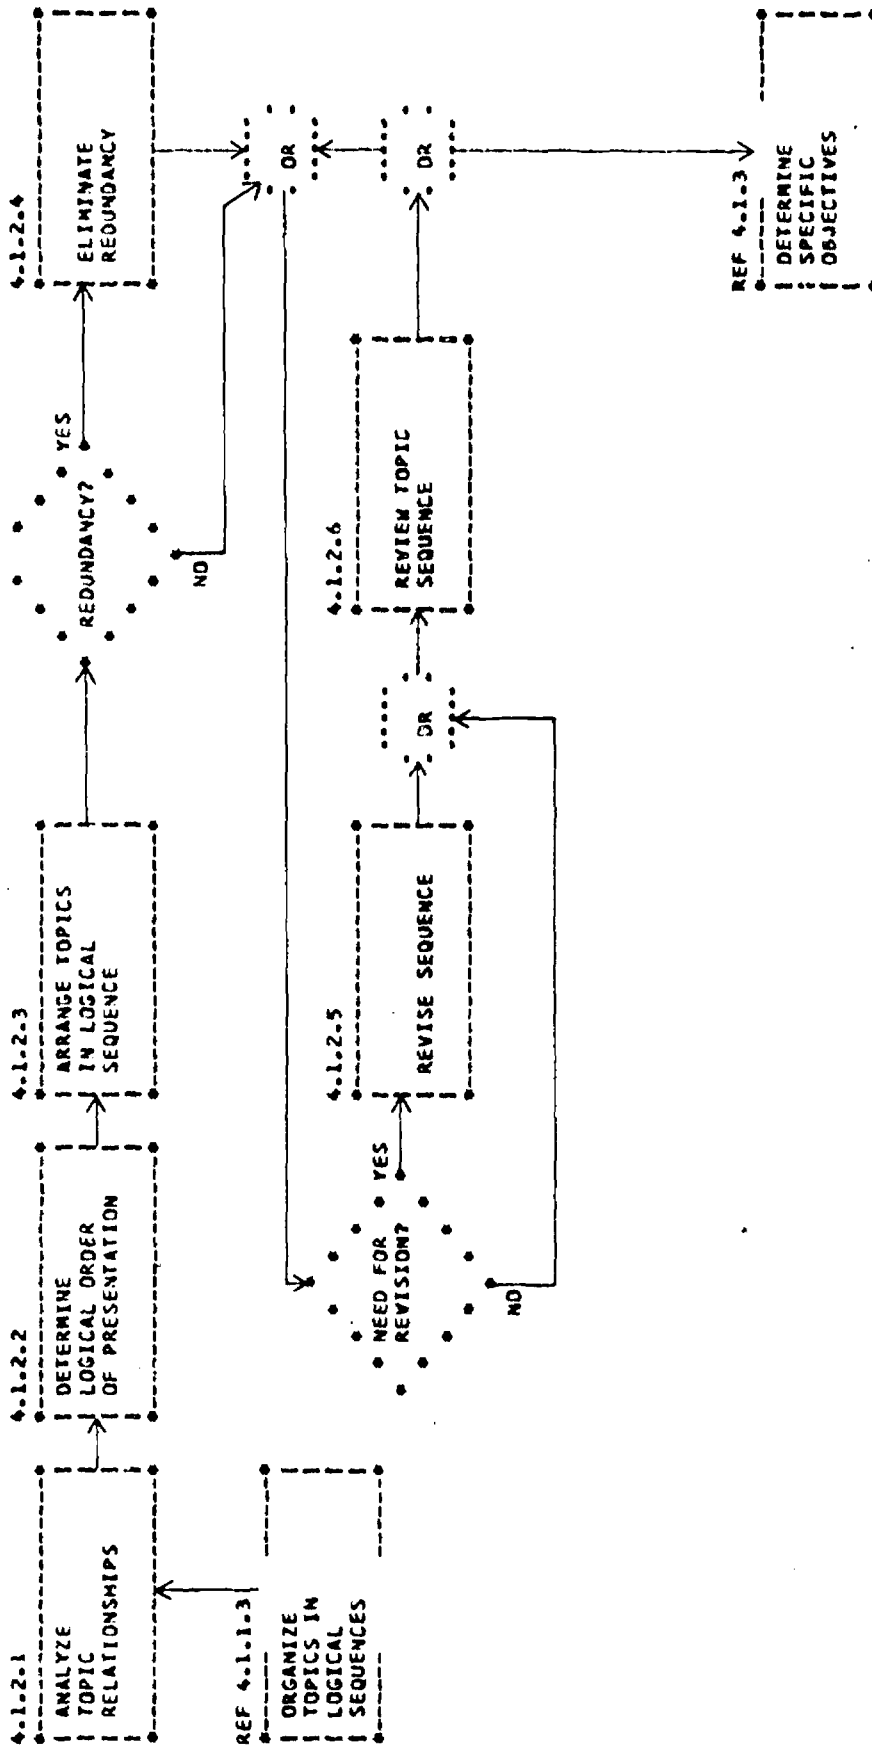 4.1.2.1
ANALYZE
TOPIC
RELATIONSHIPS
4.1.2.2
DETERMINE
LOGICAL ORDER
OF PRESENTATION
4.1.2.3
ARRANGE TOPICS
IN LOGICAL
SEQUENCE
REDUNDANCY?
YES
NO
4.1.2.4
ELIMINATE
REDUNDANCY
REF 4.1.1.3
ORGANIZE
TOPICS IN
LOGICAL
SEQUENCES
OR
NEED FOR
REVISION?
YES
NO
4.1.2.5
REVISE SEQUENCE
OR
4.1.2.6
REVIEW TOPIC
SEQUENCE
OR
REF 4.1.3
DETERMINE
SPECIFIC
OBJECTIVES